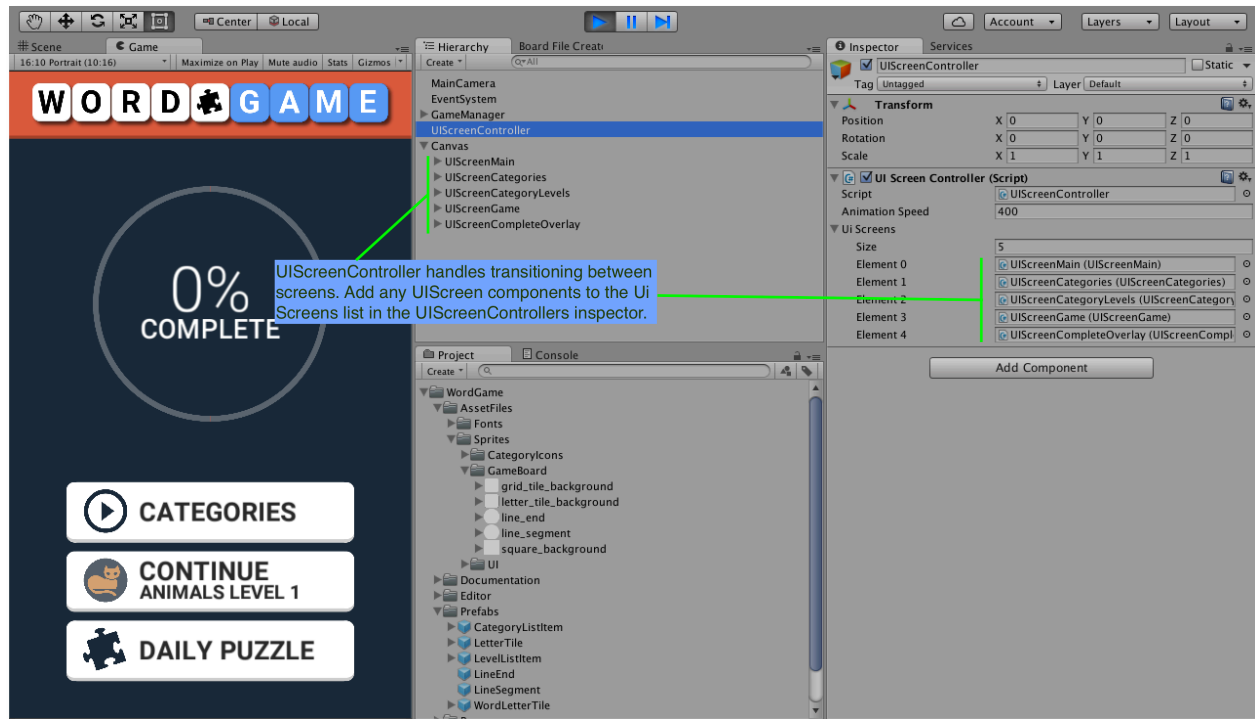 Center Local
Account Layers Layout
Scene Game
16:10 Portrait (10:16) Maximize on Play Mute audio Stats Gizmos
WORD GAME
0%
COMPLETE
CATEGORIES
CONTINUE
ANIMALS LEVEL 1
DAILY PUZZLE
Hierarchy Board File Creati
Create All
MainCamera
EventSystem
GameManager
UIScreenController
Canvas
UIScreenMain
UIScreenCategories
UIScreenCategoryLevels
UIScreenGame
UIScreenCompleteOverlay
UIScreenController handles transitioning between
screens. Add any UIScreen components to the Ui
Screens list in the UIScreenControllers inspector.
Project Console
Create
WordGame
AssetFiles
Fonts
Sprites
CategoryIcons
GameBoard
grid_tile_background
letter_tile_background
line_end
line_segment
square_background
UI
Documentation
Editor
Prefabs
CategoryListItem
LetterTile
LevelListItem
LineEnd
LineSegment
WordLetterTile
Inspector Services
UIScreenController Static
Tag Untagged Layer Default
Transform
Position X 0 Y 0 Z 0
Rotation X 0 Y 0 Z 0
Scale X 1 Y 1 Z 1
UI Screen Controller (Script)
Script UIScreenController
Animation Speed 400
Ui Screens
Size 5
Element 0 UIScreenMain (UIScreenMain)
Element 1 UIScreenCategories (UIScreenCategories)
Element 2 UIScreenCategoryLevels (UIScreenCategory
Element 3 UIScreenGame (UIScreenGame)
Element 4 UIScreenCompleteOverlay (UIScreenCompl
Add Component